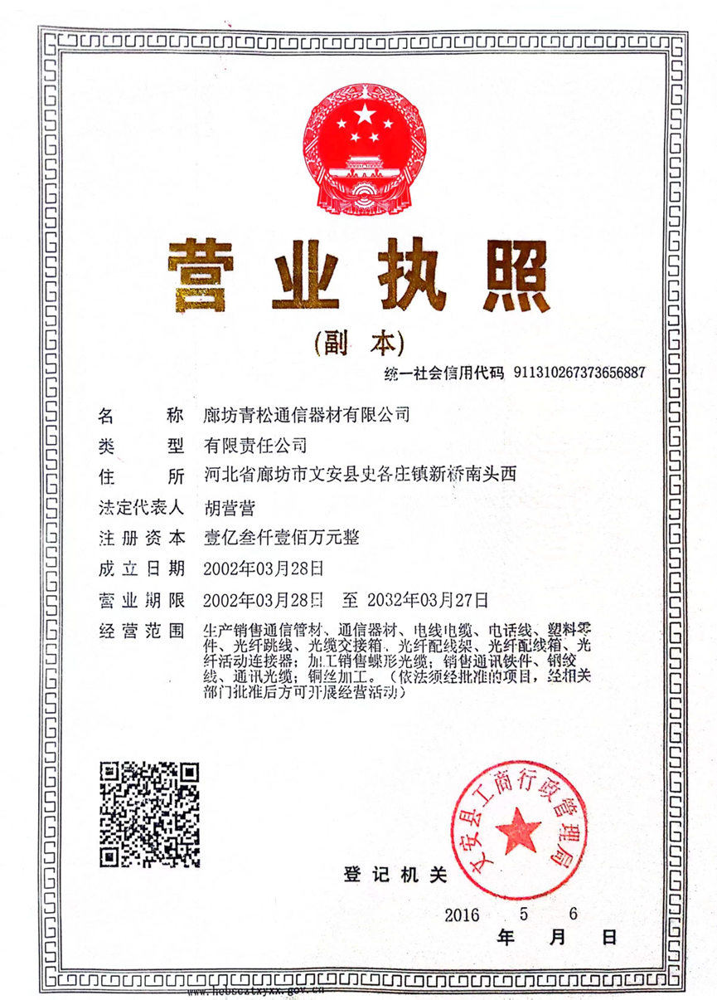 营业执照
(副 本)
统一社会信用代码 911310267373656887
名称 廊坊青松通信器材有限公司
类型 有限责任公司
住所 河北省廊坊市文安县史各庄镇新桥南头西
法定代表人 胡营营
注册资本 壹亿叁仟壹佰万元整
成立日期 2002年03月28日
营业期限 2002年03月28日 至 2032年03月27日
经营范围 生产销售通信管材、通信器材、电线电缆、电话线、塑料零
件、光纤跳线、光缆交接箱、光纤配线架、光纤配线箱、光
纤活动连接器；加工销售蝶形光缆；销售通讯铁件、钢绞
线、通讯光缆；铜丝加工。（依法须经批准的项目，经相关
部门批准后方可开展经营活动）
文安县工商行政管理局
登记机关
2016 5 6
年 月 日
www.hebscztxyxx.gov.cn